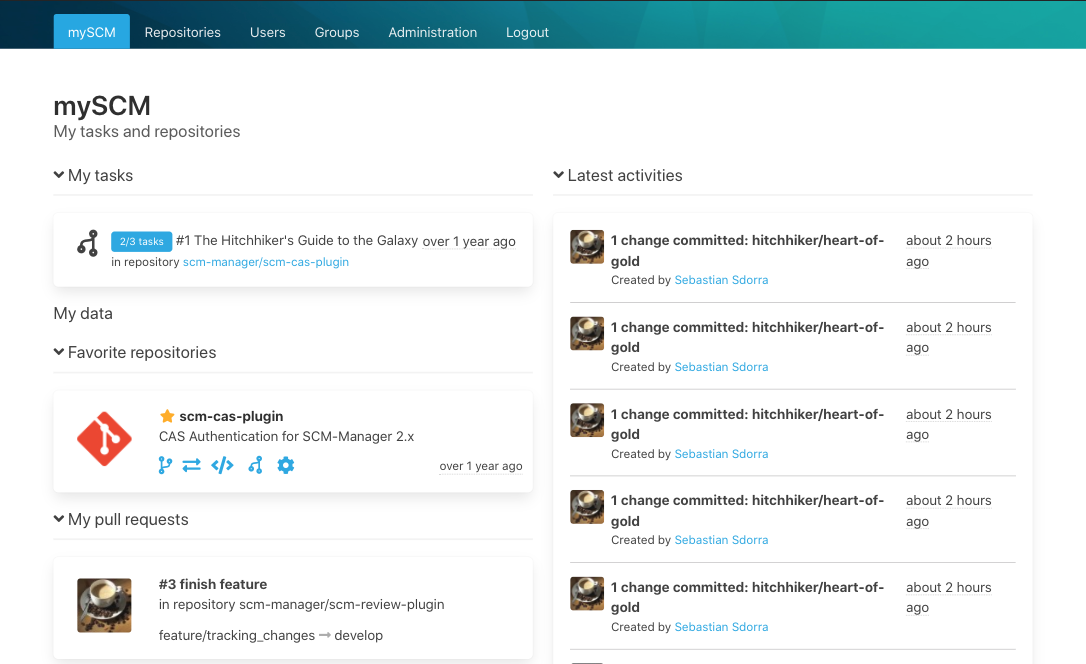 mySCM Repositories Users Groups Administration Logout
mySCM
My tasks and repositories
My tasks
2/3 tasks #1 The Hitchhiker's Guide to the Galaxy over 1 year ago
in repository scm-manager/scm-cas-plugin
My data
Favorite repositories
scm-cas-plugin
CAS Authentication for SCM-Manager 2.x
over 1 year ago
My pull requests
#3 finish feature
in repository scm-manager/scm-review-plugin
feature/tracking_changes → develop
Latest activities
1 change committed: hitchhiker/heart-of- about 2 hours
gold ago
Created by Sebastian Sdorra
1 change committed: hitchhiker/heart-of- about 2 hours
gold ago
Created by Sebastian Sdorra
1 change committed: hitchhiker/heart-of- about 2 hours
gold ago
Created by Sebastian Sdorra
1 change committed: hitchhiker/heart-of- about 2 hours
gold ago
Created by Sebastian Sdorra
1 change committed: hitchhiker/heart-of- about 2 hours
gold ago
Created by Sebastian Sdorra